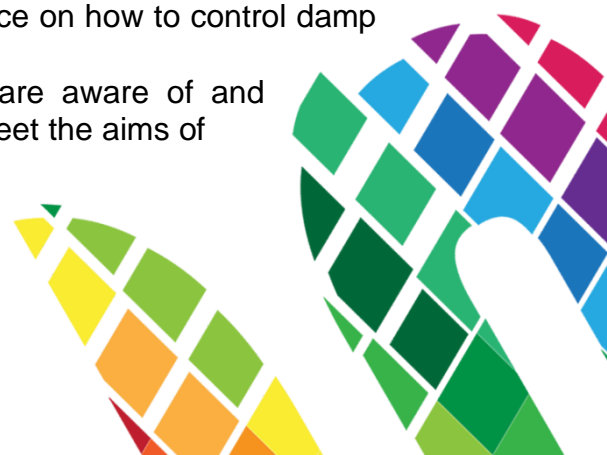 ce on how to control damp
are aware of and
eet the aims of